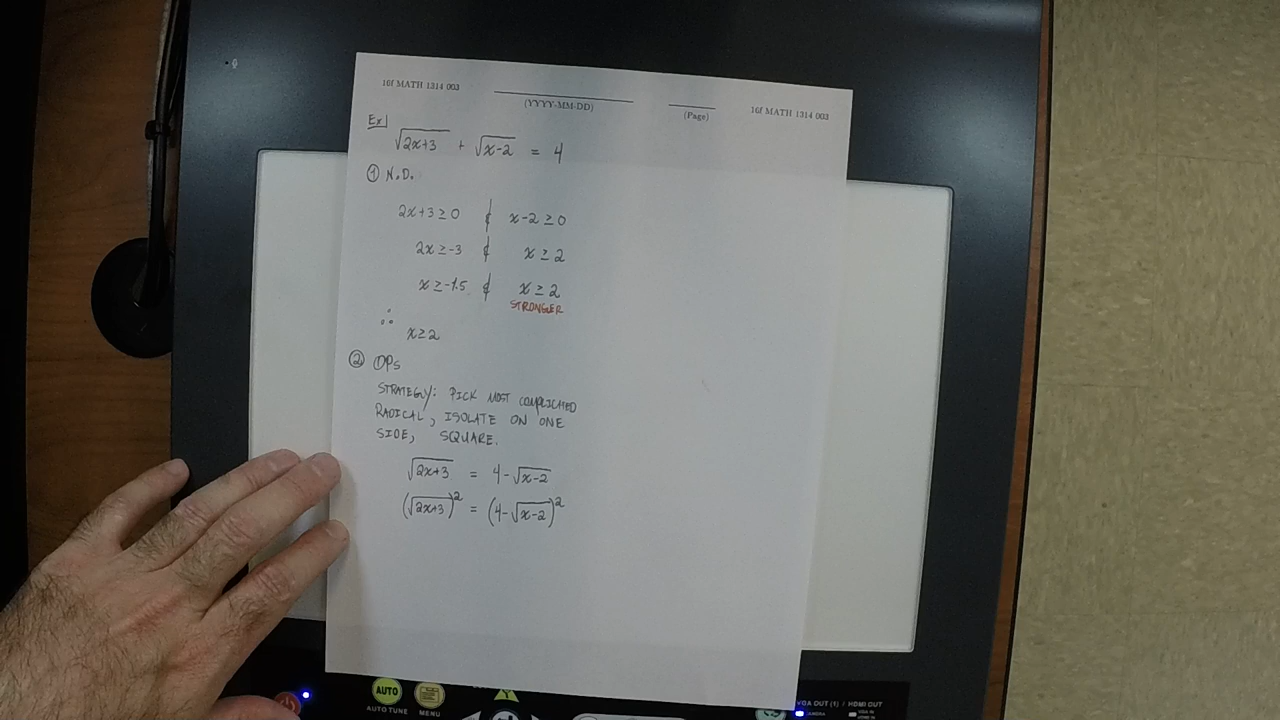 16f MATH 1314 003
(YYYY-MM-DD)
(Page)
16f MATH 1314 003
Ex1
√(2x+3) + √(x-2) = 4
① N.D.
2x+3 ≥ 0 & x-2 ≥ 0
2x ≥ -3 & x ≥ 2
x ≥ -1.5 & x ≥ 2
STRONGER
∴
x ≥ 2
② OPs
STRATEGY: PICK MOST COMPLICATED
RADICAL, ISOLATE ON ONE
SIDE, SQUARE.
√(2x+3) = 4-√(x-2)
(√(2x+3))² = (4-√(x-2))²
AUTO
AUTO TUNE
MENU
VGA OUT (1) / HDMI OUT
CAMERA